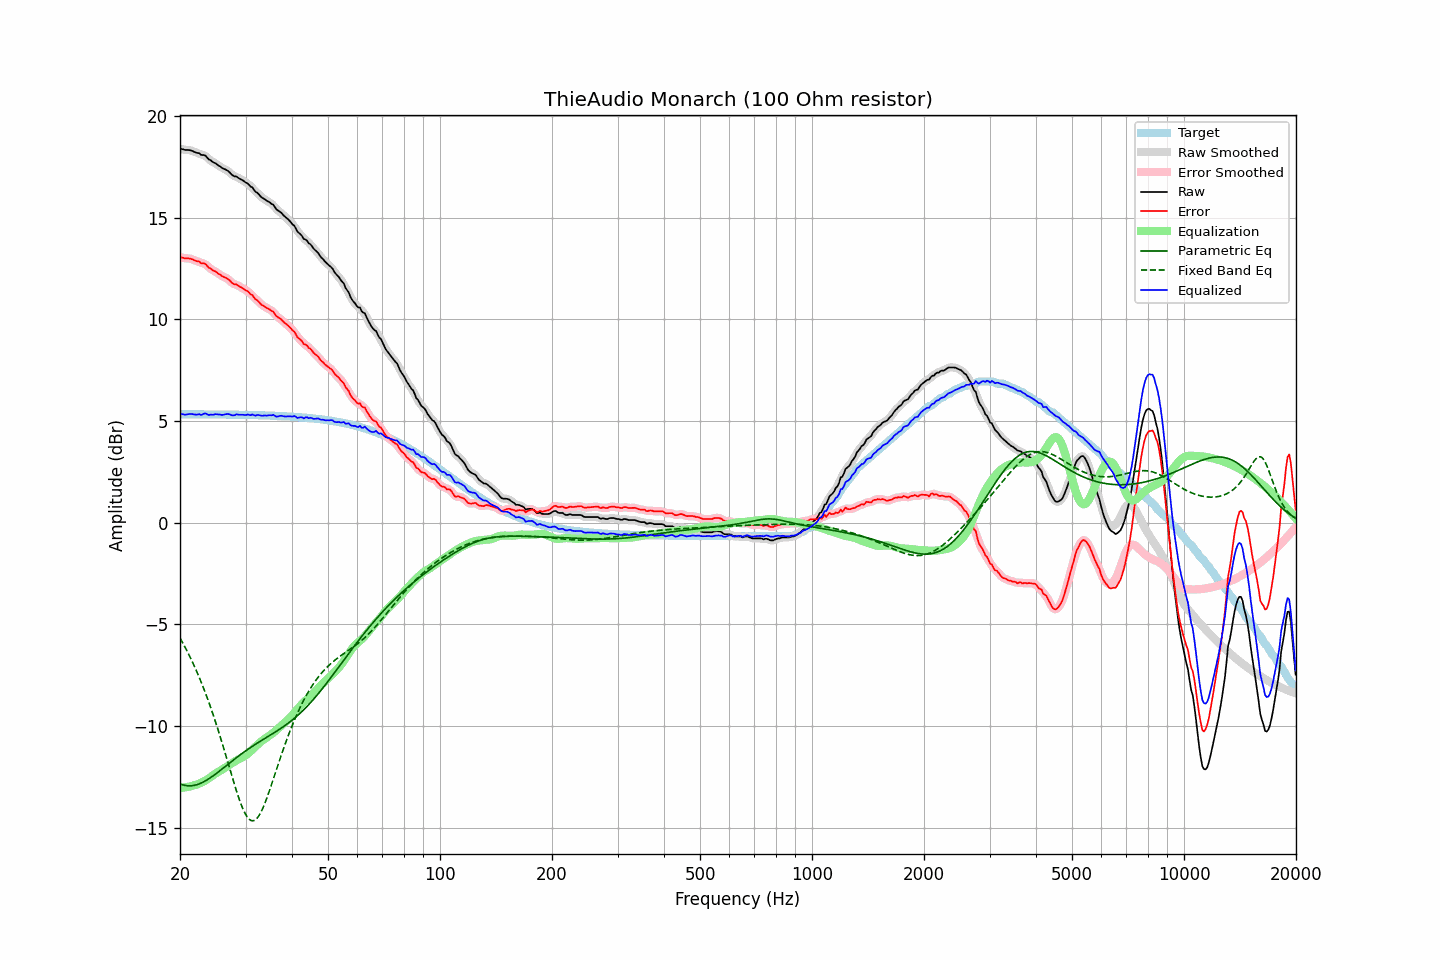 ThieAudio Monarch (100 Ohm resistor)
20
15
10
5
0
−5
−10
−15
Amplitude (dBr)
Target
Raw Smoothed
Error Smoothed
Raw
Error
Equalization
Parametric Eq
Fixed Band Eq
Equalized
20 50 100 200 500 1000 2000 5000 10000 20000
Frequency (Hz)